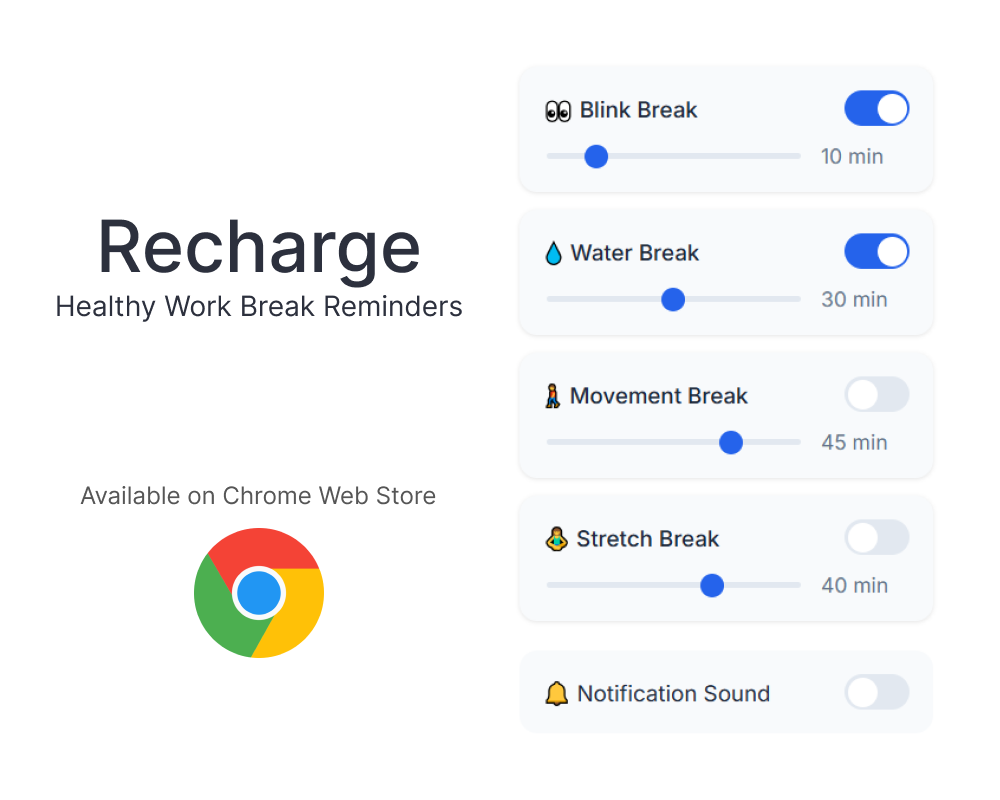 Recharge
Healthy Work Break Reminders
Available on Chrome Web Store
Blink Break
10 min
Water Break
30 min
Movement Break
45 min
Stretch Break
40 min
Notification Sound